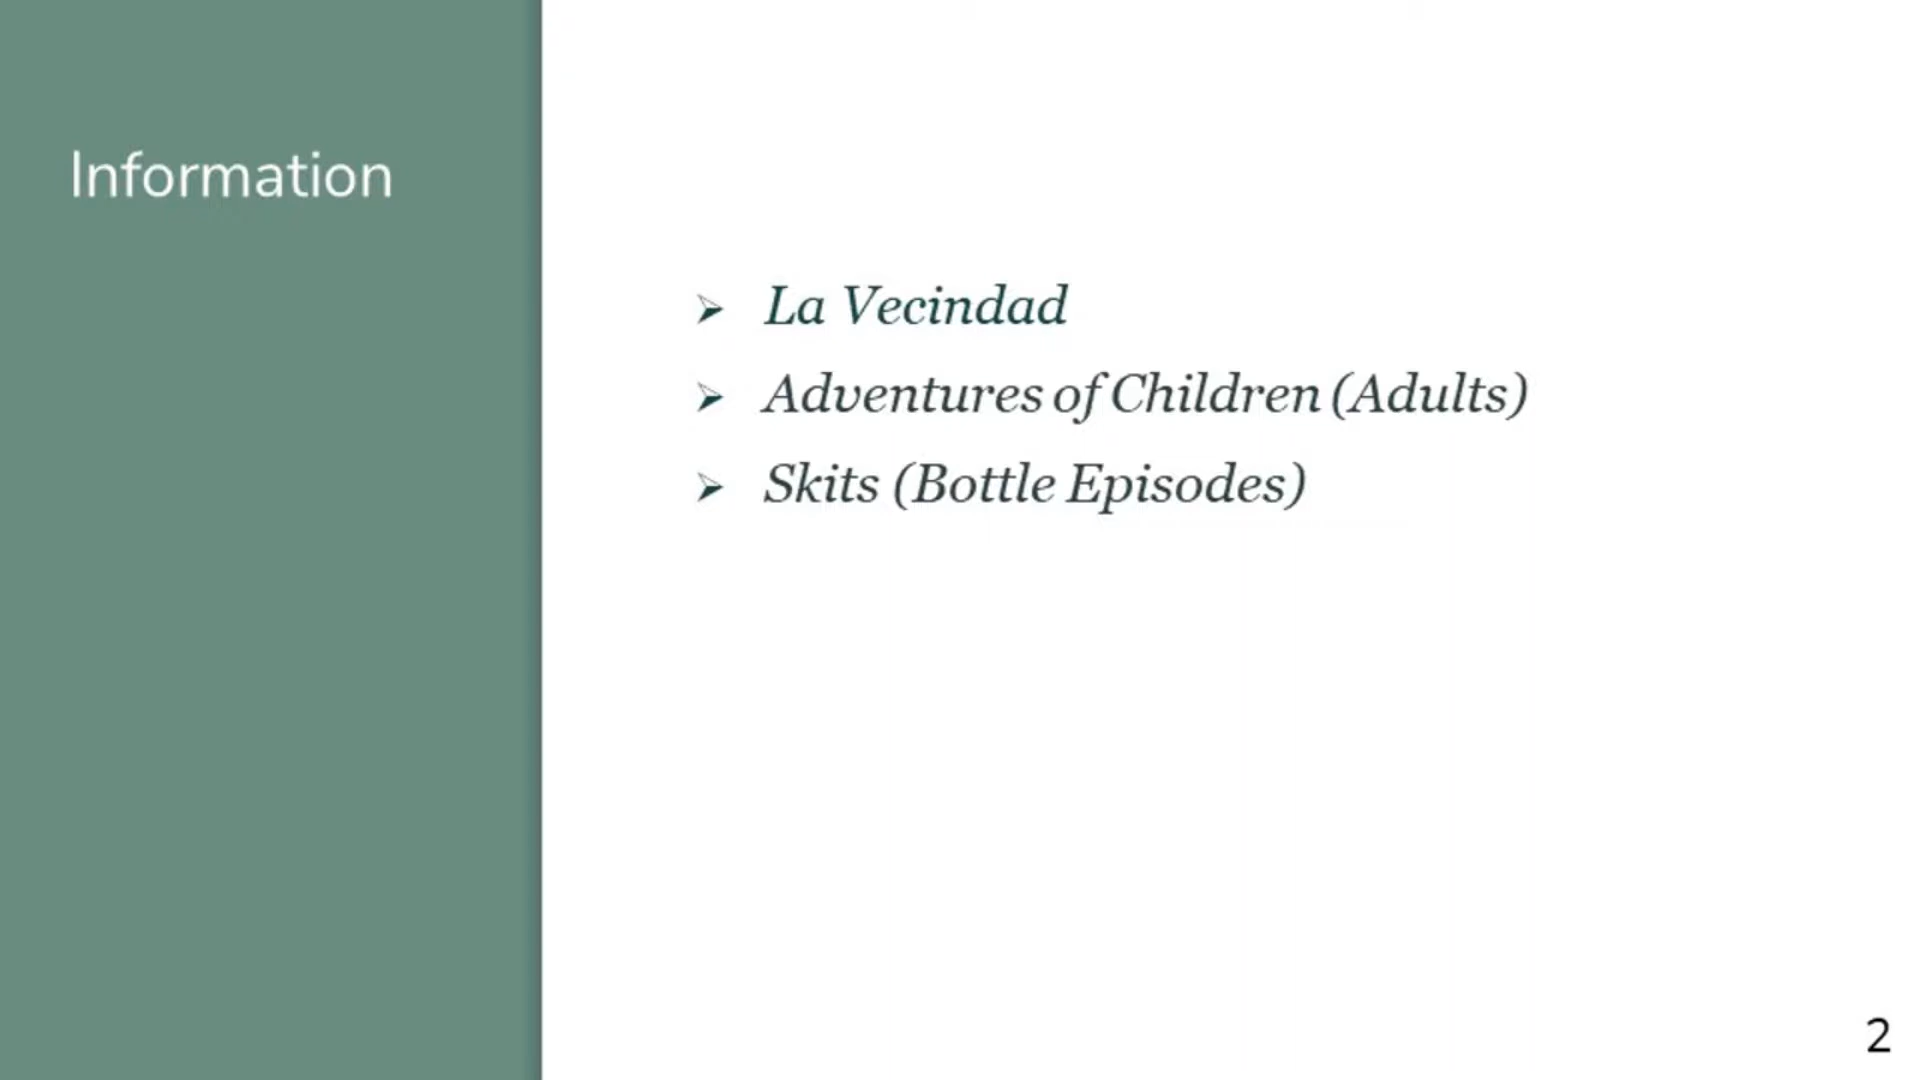 Information
La Vecindad
Adventures of Children (Adults)
Skits (Bottle Episodes)
2